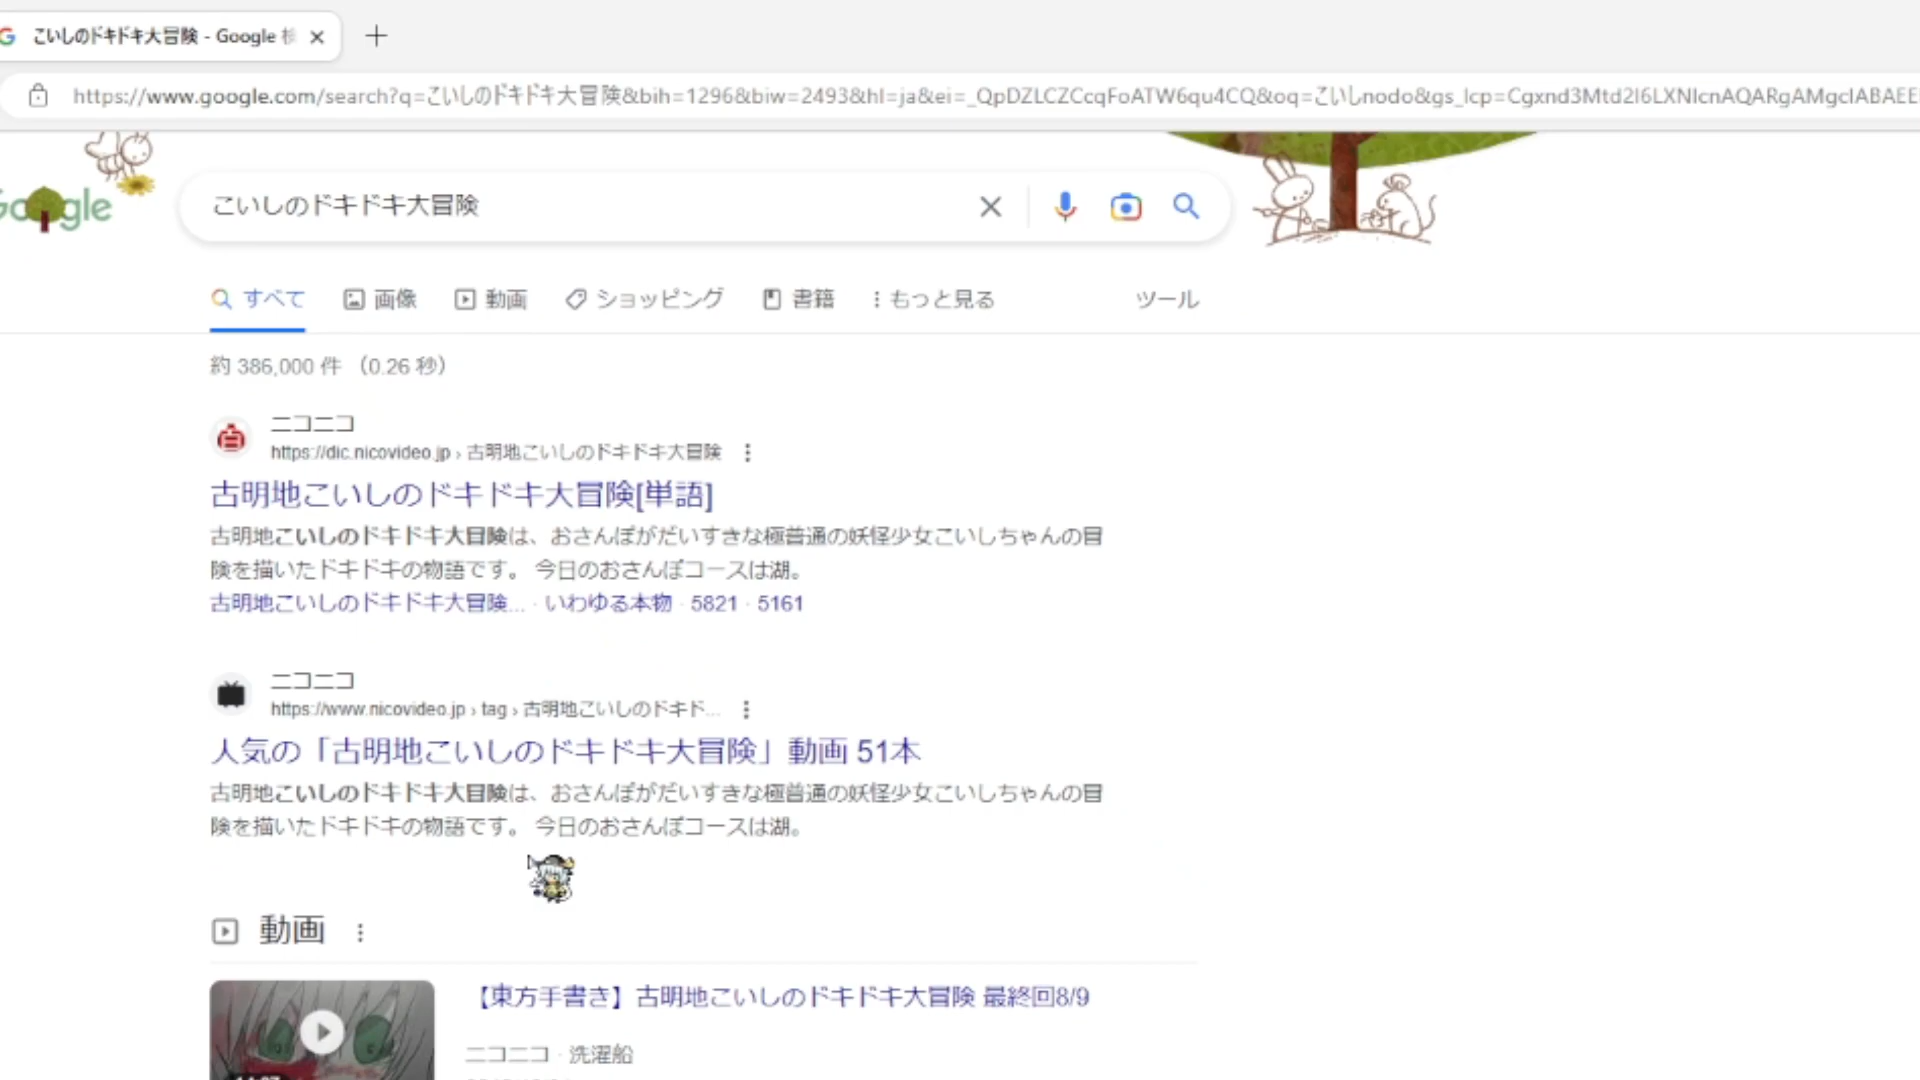 こいしのドキドキ大冒険 - Google 検
https://www.google.com/search?q=こいしのドキドキ大冒険&bih=1296&biw=2493&hl=ja&ei=_QpDZLCZCcqFoATW6qu4CQ&oq=こいしnodo&gs_lcp=Cgxnd3Mtd2l6LXNlcnAQARgAMgcIABAEE
Google
こいしのドキドキ大冒険
すべて 画像 動画 ショッピング 書籍 もっと見る ツール
約 386,000 件 （0.26 秒）
ニコニコ
https://dic.nicovideo.jp › 古明地こいしのドキドキ大冒険
古明地こいしのドキドキ大冒険[単語]
古明地こいしのドキドキ大冒険は、おさんぽがだいすきな極普通の妖怪少女こいしちゃんの冒
険を描いたドキドキの物語です。 今日のおさんぽコースは湖。
古明地こいしのドキドキ大冒険... · いわゆる本物 · 5821 · 5161
ニコニコ
https://www.nicovideo.jp › tag › 古明地こいしのドキド...
人気の「古明地こいしのドキドキ大冒険」動画 51本
古明地こいしのドキドキ大冒険は、おさんぽがだいすきな極普通の妖怪少女こいしちゃんの冒
険を描いたドキドキの物語です。 今日のおさんぽコースは湖。
動画
【東方手書き】古明地こいしのドキドキ大冒険 最終回8/9
ニコニコ · 洗濯船